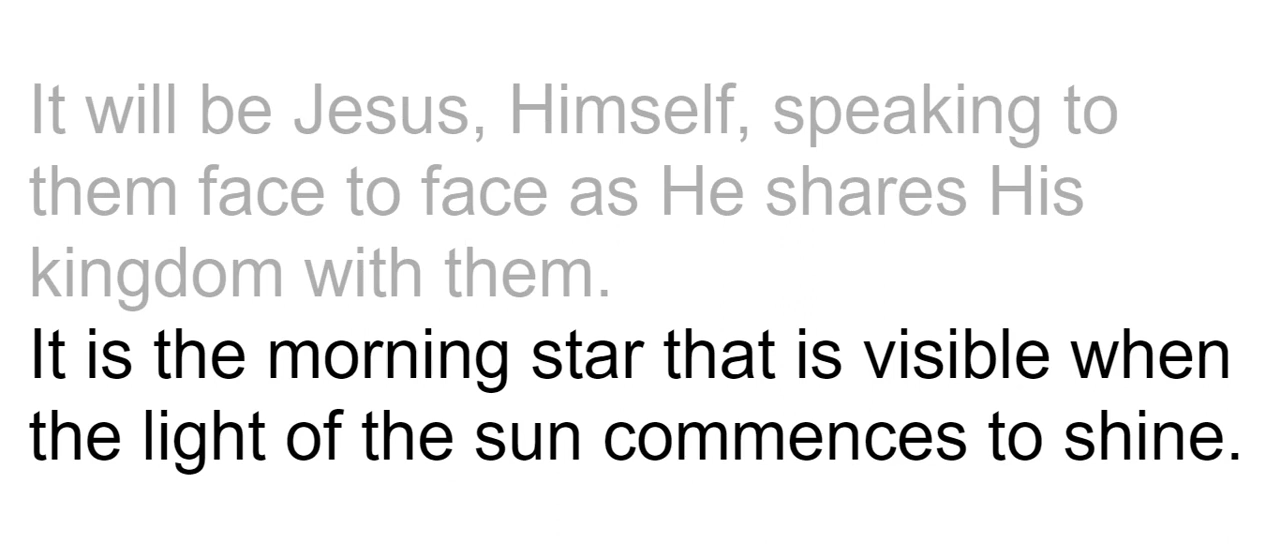 It will be Jesus, Himself, speaking to
them face to face as He shares His
kingdom with them.
It is the morning star that is visible when
the light of the sun commences to shine.